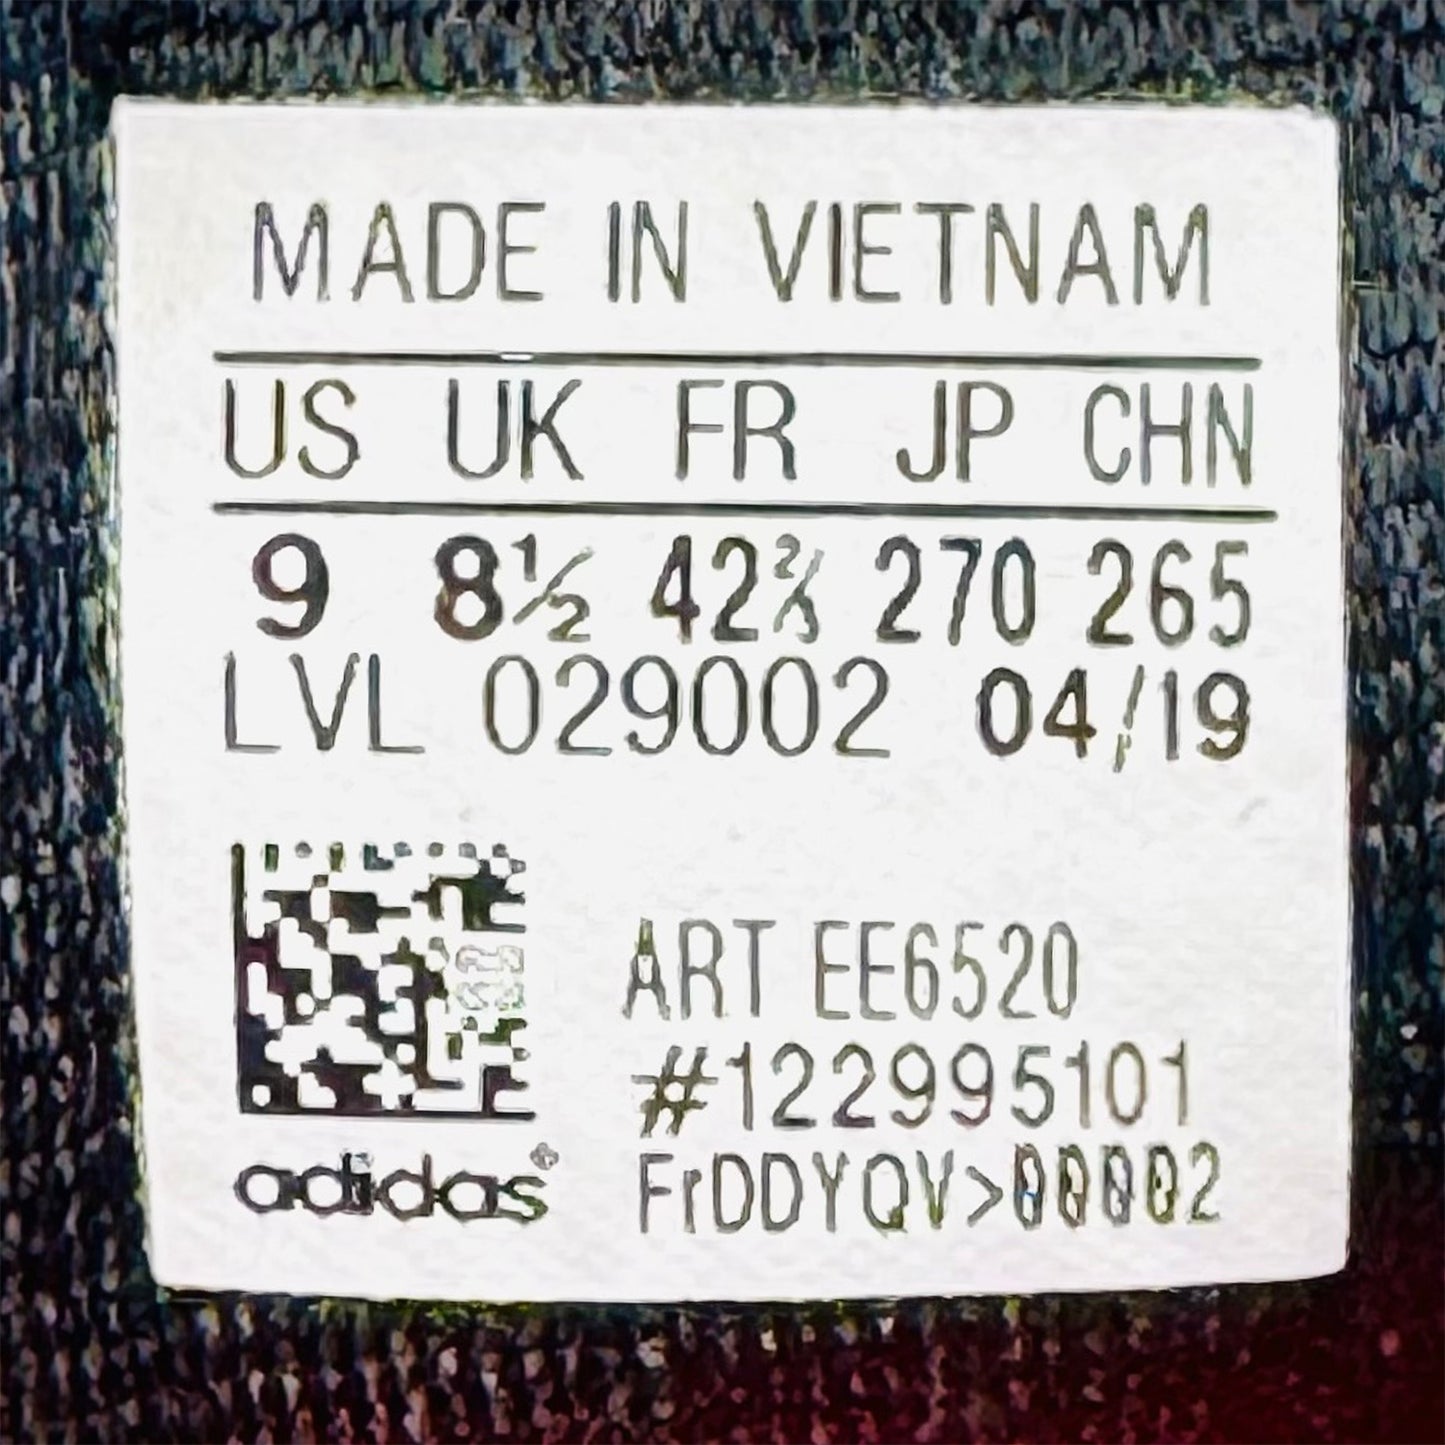 MADE IN VIETNAM
US UK FR JP CHN
9 8½ 42⅔ 270 265
LVL 029002 04/19
ART EE6520
#122995101
adidas® FrDDYQV>00002